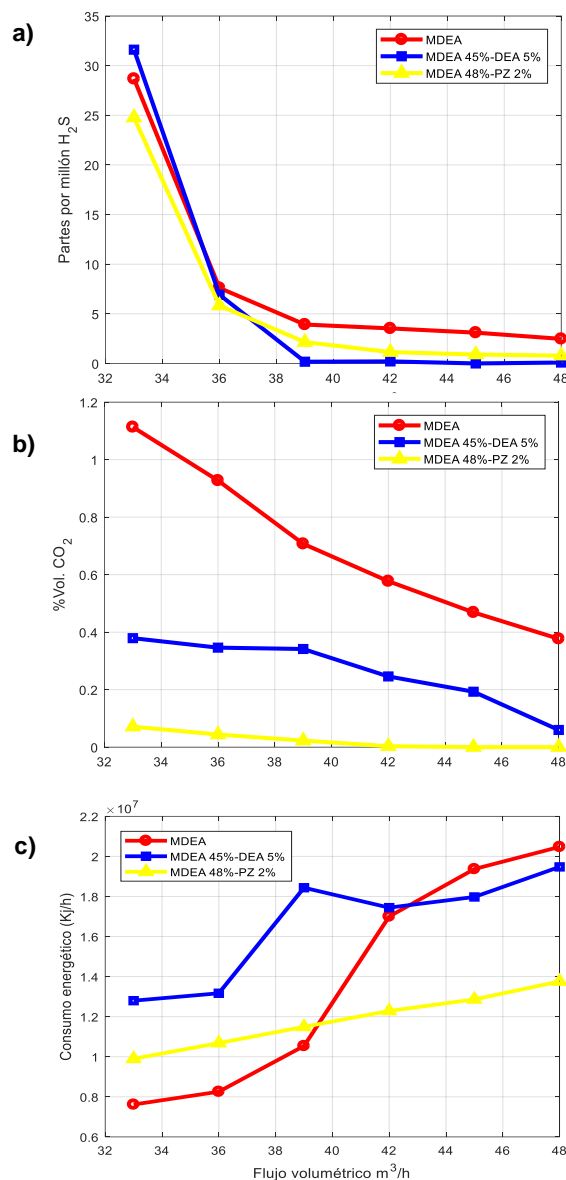 a)
35
30
25
20
15
10
5
0
Partes por millón H2S
MDEA
MDEA 45%-DEA 5%
MDEA 48%-PZ 2%
32 34 36 38 40 42 44 46 48
b)
1.2
1
0.8
0.6
0.4
0.2
0
%Vol. CO2
MDEA
MDEA 45%-DEA 5%
MDEA 48%-PZ 2%
32 34 36 38 40 42 44 46 48
c)
×10^7
2.2
2
1.8
1.6
1.4
1.2
1
0.8
0.6
Consumo energético (Kj/h)
MDEA
MDEA 45%-DEA 5%
MDEA 48%-PZ 2%
32 34 36 38 40 42 44 46 48
Flujo volumétrico m^3/h